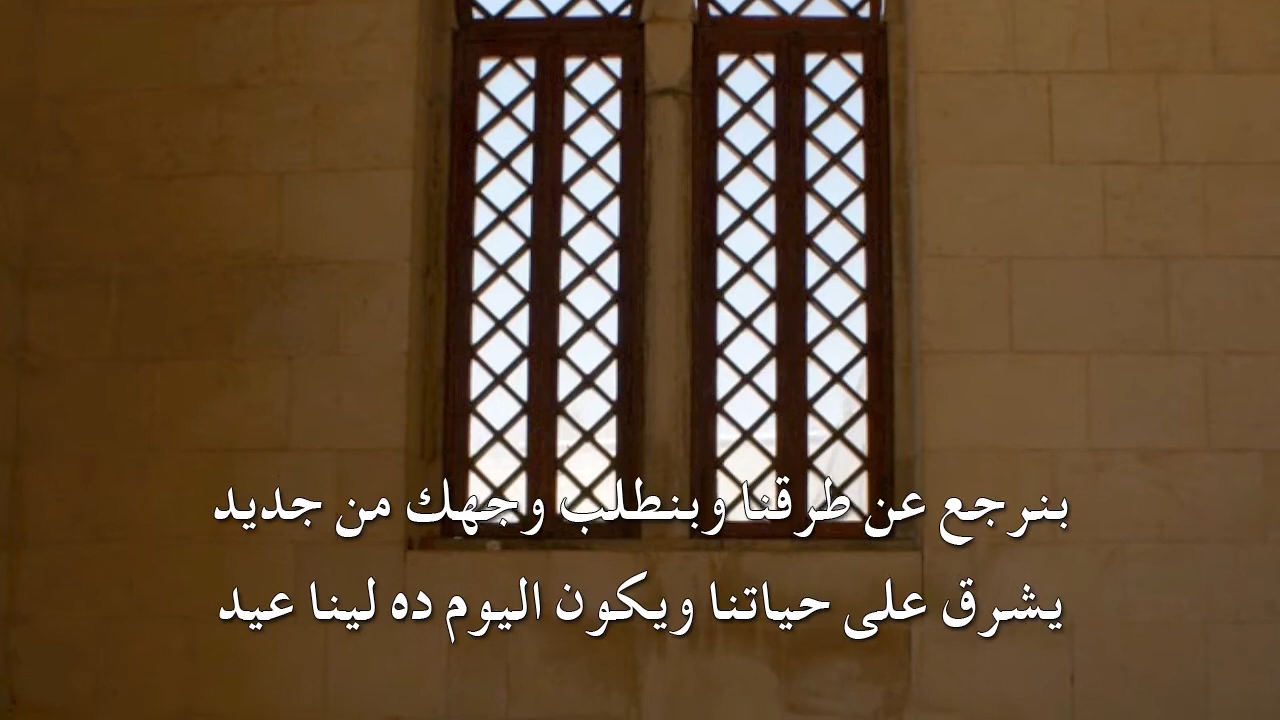 بنرجع عن طرقنا وبنطلب وجهك من جديد
يشرق على حياتنا ويكون اليوم ده لينا عيد